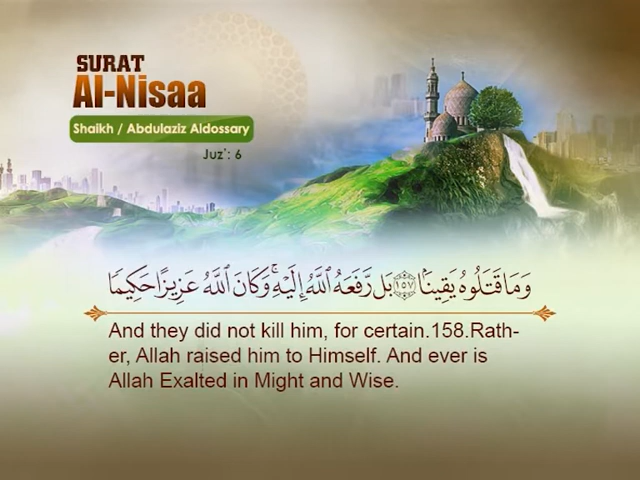 SURAT
Al-Nisaa
Shaikh / Abdulaziz Aldossary
Juz': 6
وَمَا قَتَلُوهُ يَقِينًا ۝١٥٧ بَل رَّفَعَهُ ٱللَّهُ إِلَيْهِ ۚ وَكَانَ ٱللَّهُ عَزِيزًا حَكِيمًا
And they did not kill him, for certain.158.Rath-
er, Allah raised him to Himself. And ever is
Allah Exalted in Might and Wise.